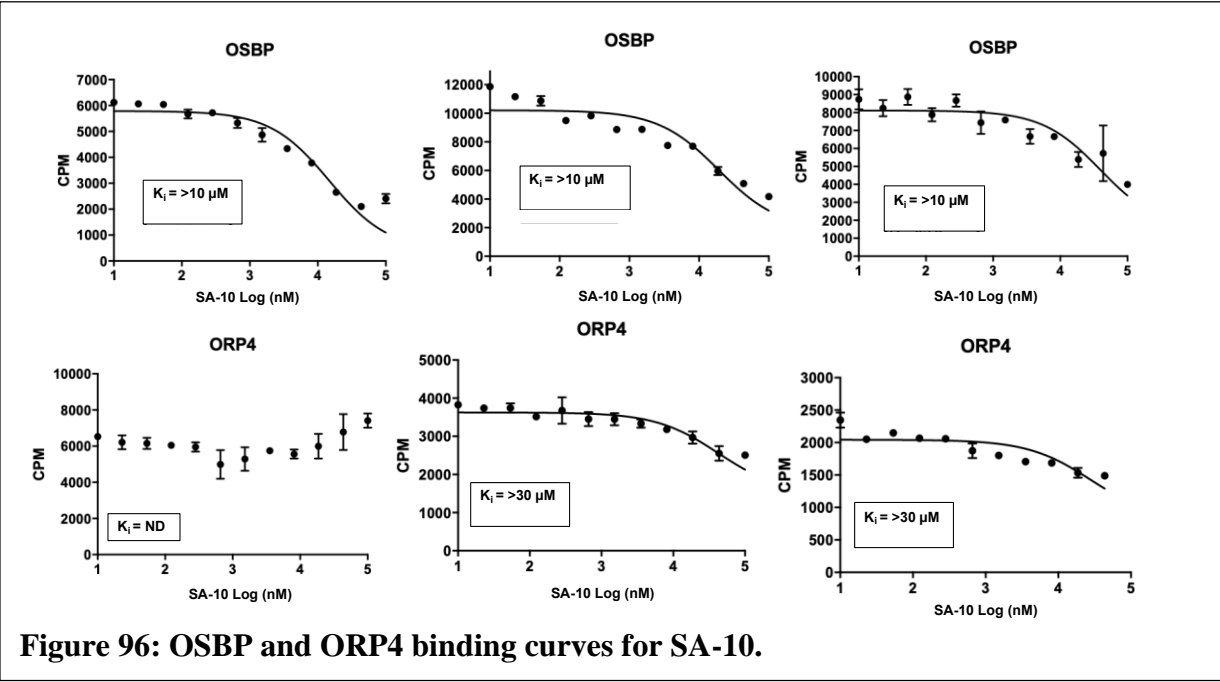 OSBP
7000
6000
5000
4000
3000
2000
1000
0
CPM
1 2 3 4 5
SA-10 Log (nM)
Ki = >10 µM
OSBP
12000
10000
8000
6000
4000
2000
0
CPM
1 2 3 4 5
SA-10 Log (nM)
Ki = >10 µM
OSBP
10000
9000
8000
7000
6000
5000
4000
3000
2000
1000
0
CPM
1 2 3 4 5
SA-10 Log (nM)
Ki = >10 µM
ORP4
10000
8000
6000
4000
2000
0
CPM
1 2 3 4 5
SA-10 Log (nM)
Ki = ND
ORP4
5000
4000
3000
2000
1000
0
CPM
1 2 3 4 5
SA-10 Log (nM)
Ki = >30 µM
ORP4
3000
2500
2000
1500
1000
500
0
CPM
1 2 3 4 5
SA-10 Log (nM)
Ki = >30 µM
Figure 96: OSBP and ORP4 binding curves for SA-10.